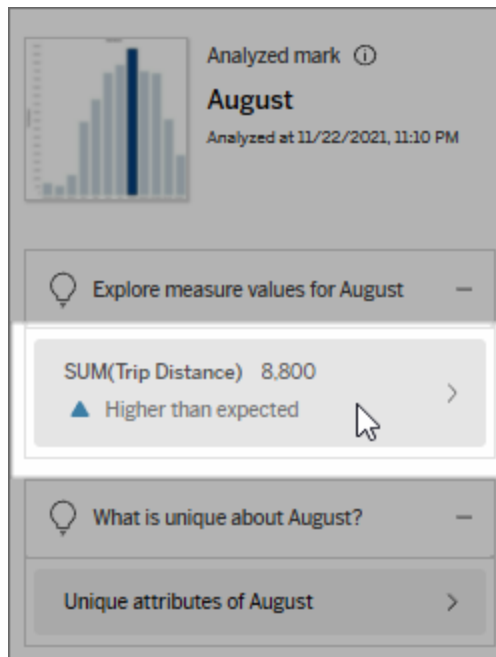 Analyzed mark
August
Analyzed at 11/22/2021, 11:10 PM
Explore measure values for August
SUM(Trip Distance) 8,800
Higher than expected
What is unique about August?
Unique attributes of August